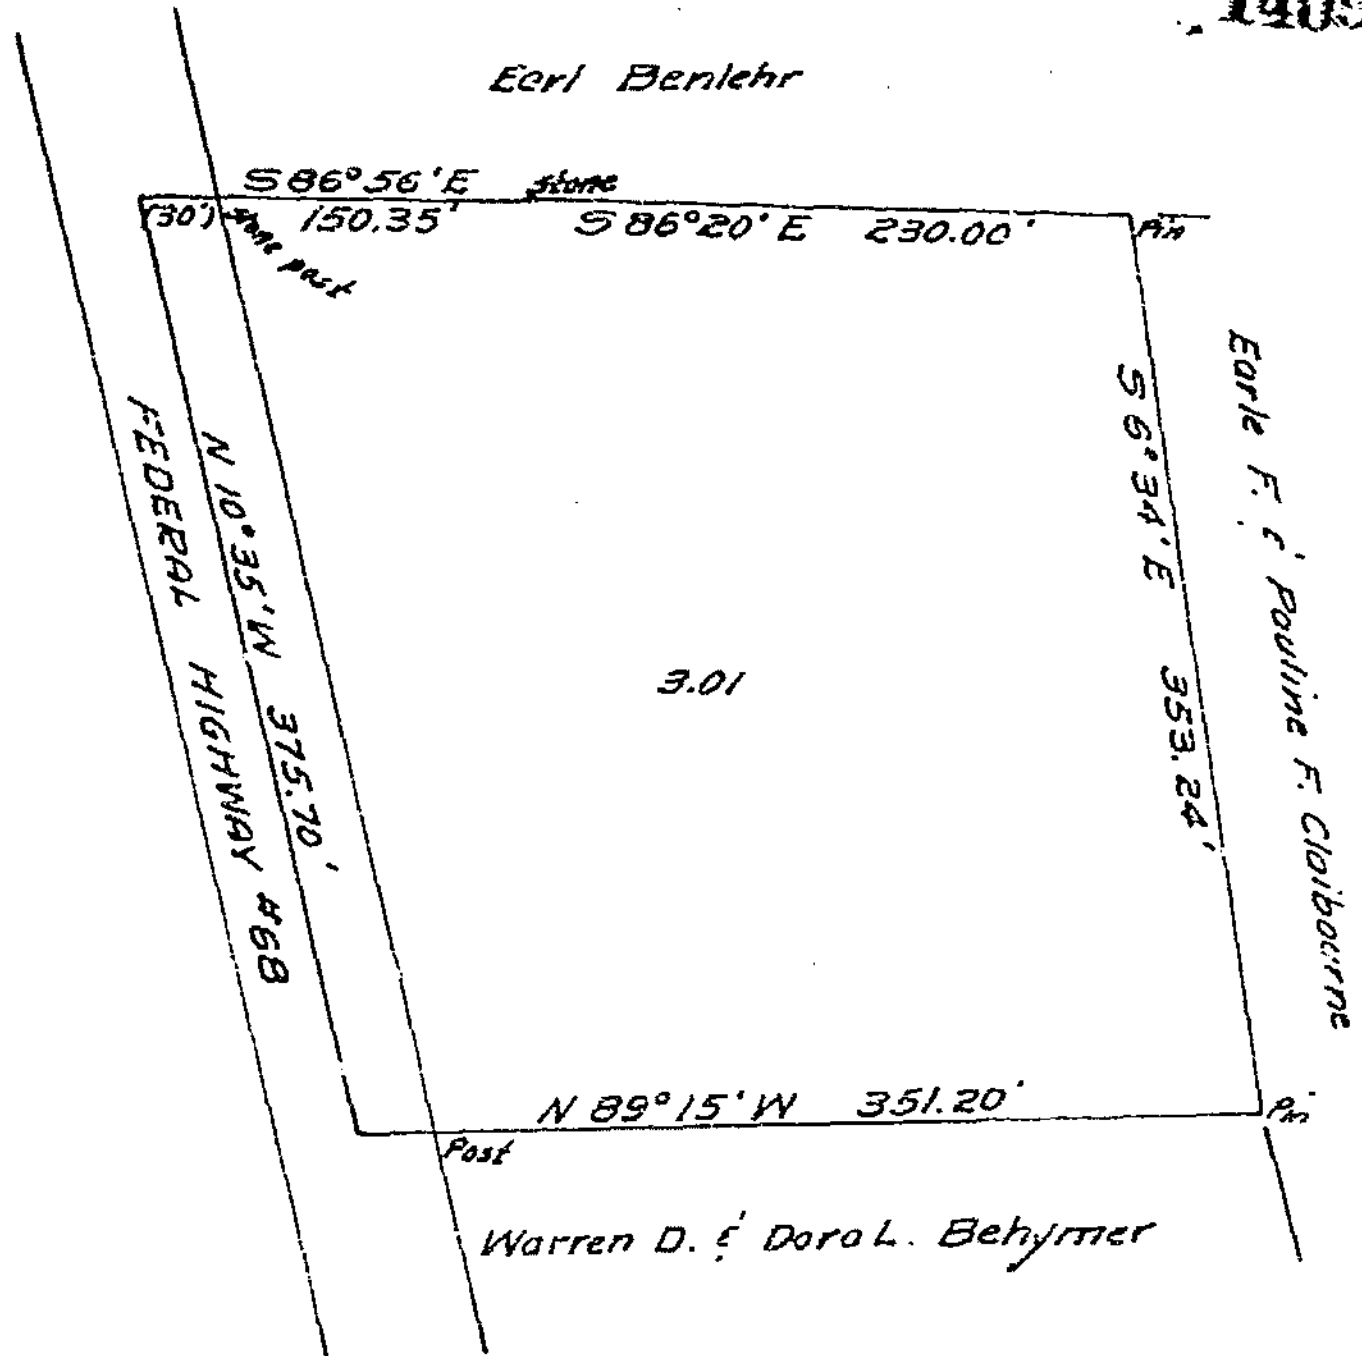 Earl Benlehr
S 86° 56' E stone
(30') 150.35' S 86° 20' E 230.00' Pin
stone post
Earle F. & Pauline F. Claibourne
S 6° 34' E 353.24'
N 10° 35' W 375.70'
FEDERAL HIGHWAY #68
3.01
N 89° 15' W 351.20' Pin
Post
Warren D. & Dora L. Behymer